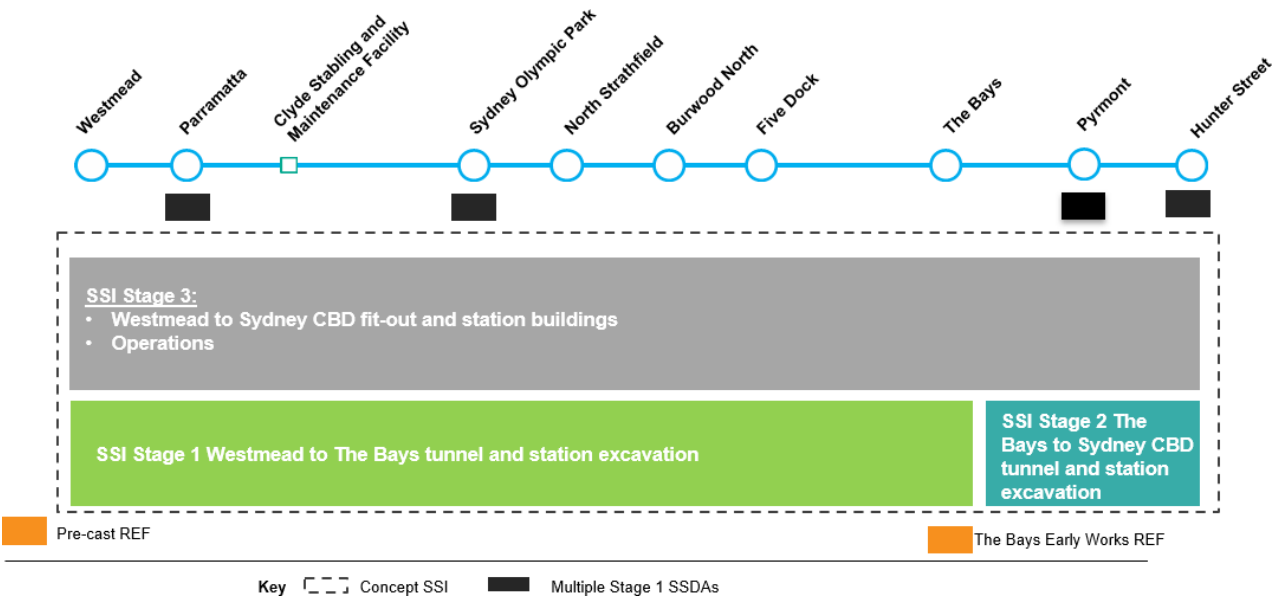 Westmead
Parramatta
Clyde Stabling and
Maintenance Facility
Sydney Olympic Park
North Strathfield
Burwood North
Five Dock
The Bays
Pyrmont
Hunter Street
SSI Stage 3:
• Westmead to Sydney CBD fit-out and station buildings
• Operations
SSI Stage 1 Westmead to The Bays tunnel and station excavation
SSI Stage 2 The
Bays to Sydney CBD
tunnel and station
excavation
Pre-cast REF
The Bays Early Works REF
Key Concept SSI Multiple Stage 1 SSDAs